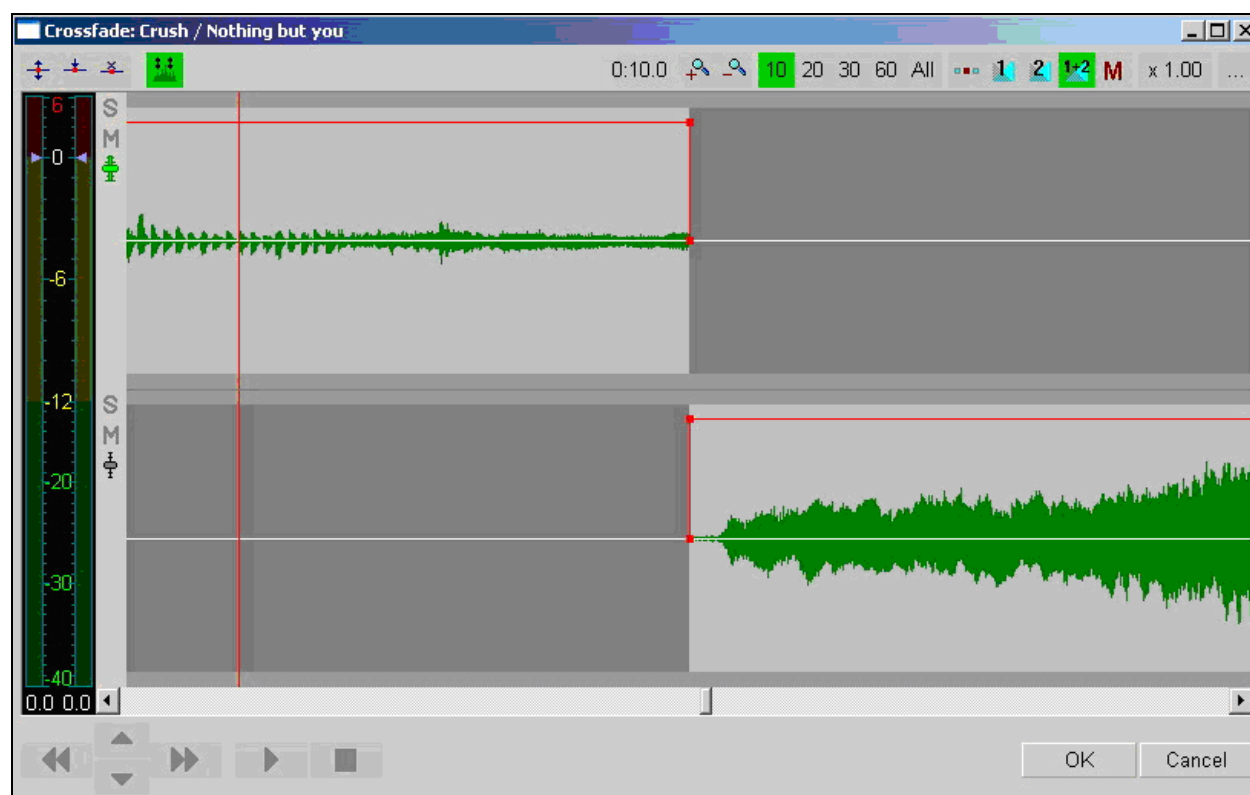 Crossfade: Crush / Nothing but you
0:10.0 10 20 30 60 All 1 2 1+2 M x 1.00 ...
6
0
-6
-12
-20
-30
-40
0.0 0.0
S
M
S
M
OK Cancel